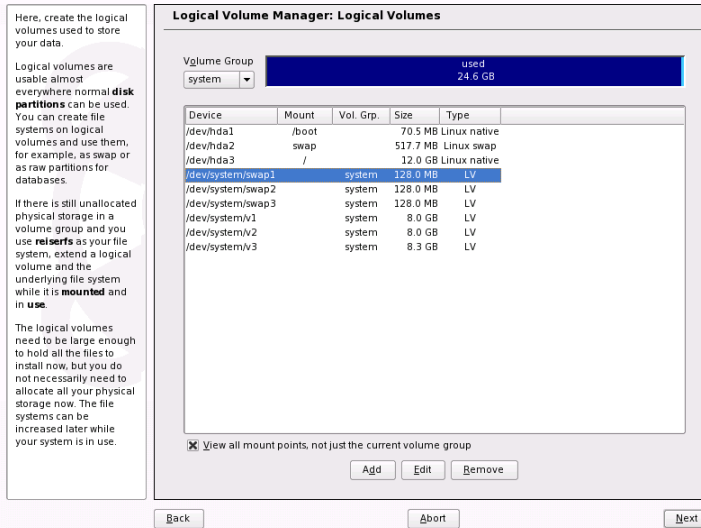 Here, create the logical
volumes used to store
your data.
Logical volumes are
usable almost
everywhere normal disk
partitions can be used.
You can create file
systems on logical
volumes and use them,
for example, as swap or
as raw partitions for
databases.
If there is still unallocated
physical storage in a
volume group and you
use reiserfs as your file
system, extend a logical
volume and the
underlying file system
while it is mounted and
in use.
The logical volumes
need to be large enough
to hold all the files to
install now, but you do
not necessarily need to
allocate all your physical
storage now. The file
systems can be
increased later while
your system is in use.
Logical Volume Manager: Logical Volumes
Volume Group
system
used
24.6 GB
Device Mount Vol. Grp. Size Type
/dev/hda1 /boot 70.5 MB Linux native
/dev/hda2 swap 517.7 MB Linux swap
/dev/hda3 / 12.0 GB Linux native
/dev/system/swap1 system 128.0 MB LV
/dev/system/swap2 system 128.0 MB LV
/dev/system/swap3 system 128.0 MB LV
/dev/system/v1 system 8.0 GB LV
/dev/system/v2 system 8.0 GB LV
/dev/system/v3 system 8.3 GB LV
View all mount points, not just the current volume group
Add Edit Remove
Back Abort Next